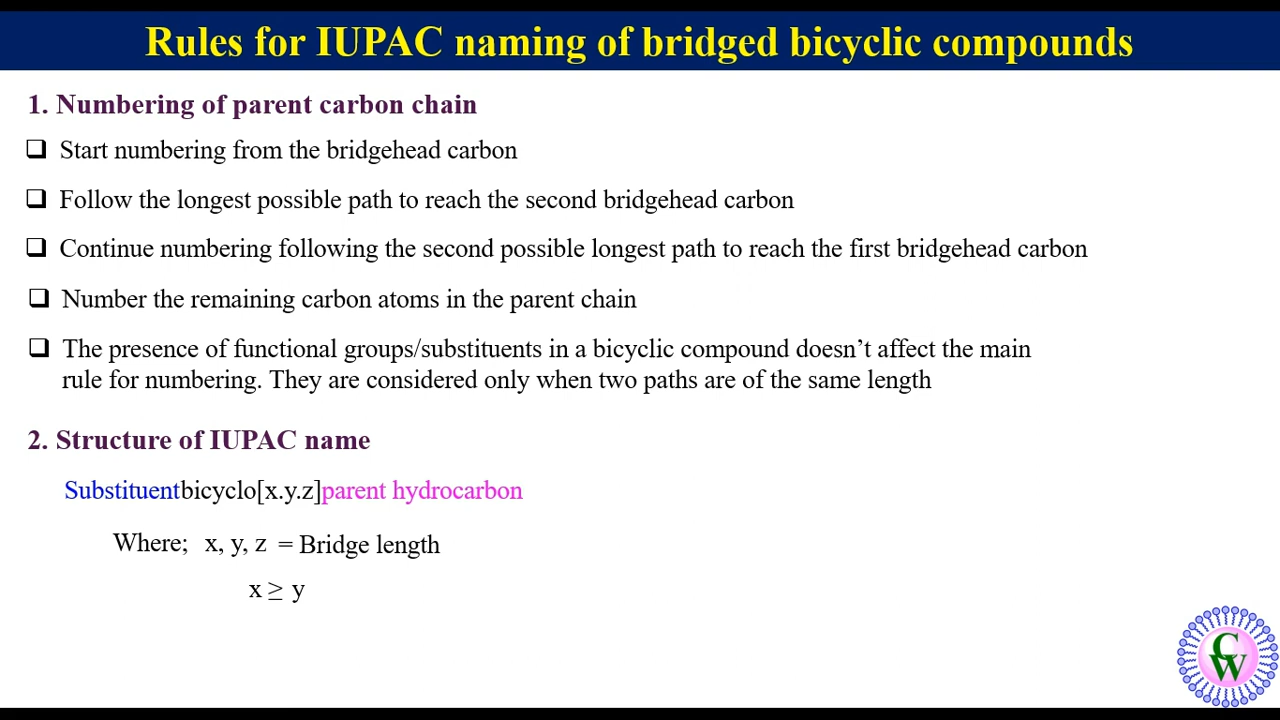 Rules for IUPAC naming of bridged bicyclic compounds
1. Numbering of parent carbon chain
❑ Start numbering from the bridgehead carbon
❑ Follow the longest possible path to reach the second bridgehead carbon
❑ Continue numbering following the second possible longest path to reach the first bridgehead carbon
❑ Number the remaining carbon atoms in the parent chain
❑ The presence of functional groups/substituents in a bicyclic compound doesn’t affect the main
rule for numbering. They are considered only when two paths are of the same length
2. Structure of IUPAC name
Substituentbicyclo[x.y.z]parent hydrocarbon
Where; x, y, z = Bridge length
x ≥ y
CW